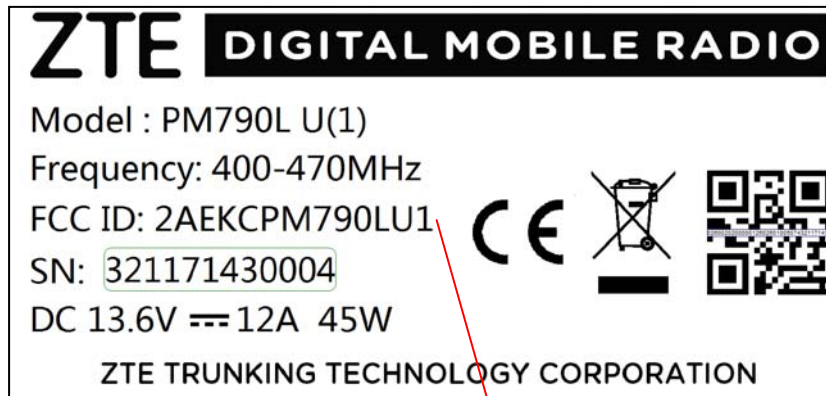 ZTE DIGITAL MOBILE RADIO
Model : PM790L U(1)
Frequency: 400-470MHz
FCC ID: 2AEKCPM790LU1
SN: 321171430004
DC 13.6V ⎓ 12A 45W
CE
ZTE TRUNKING TECHNOLOGY CORPORATION